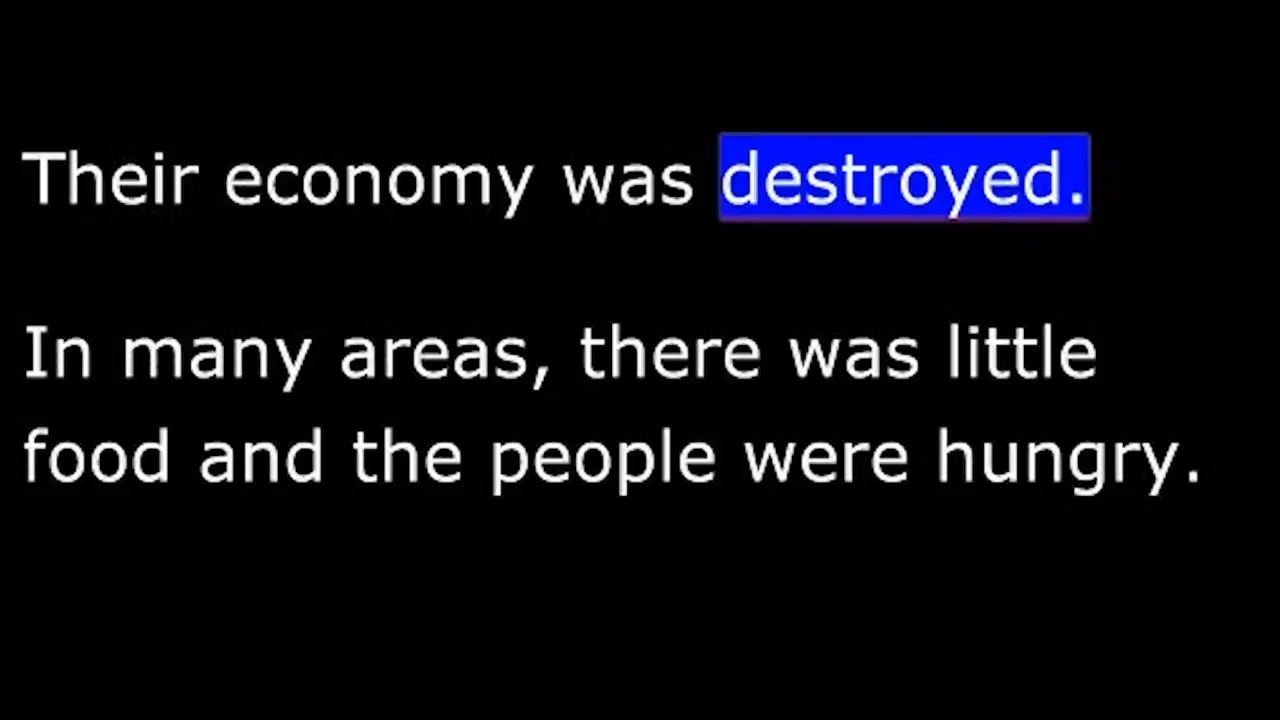 Their economy was destroyed.
In many areas, there was little
food and the people were hungry.